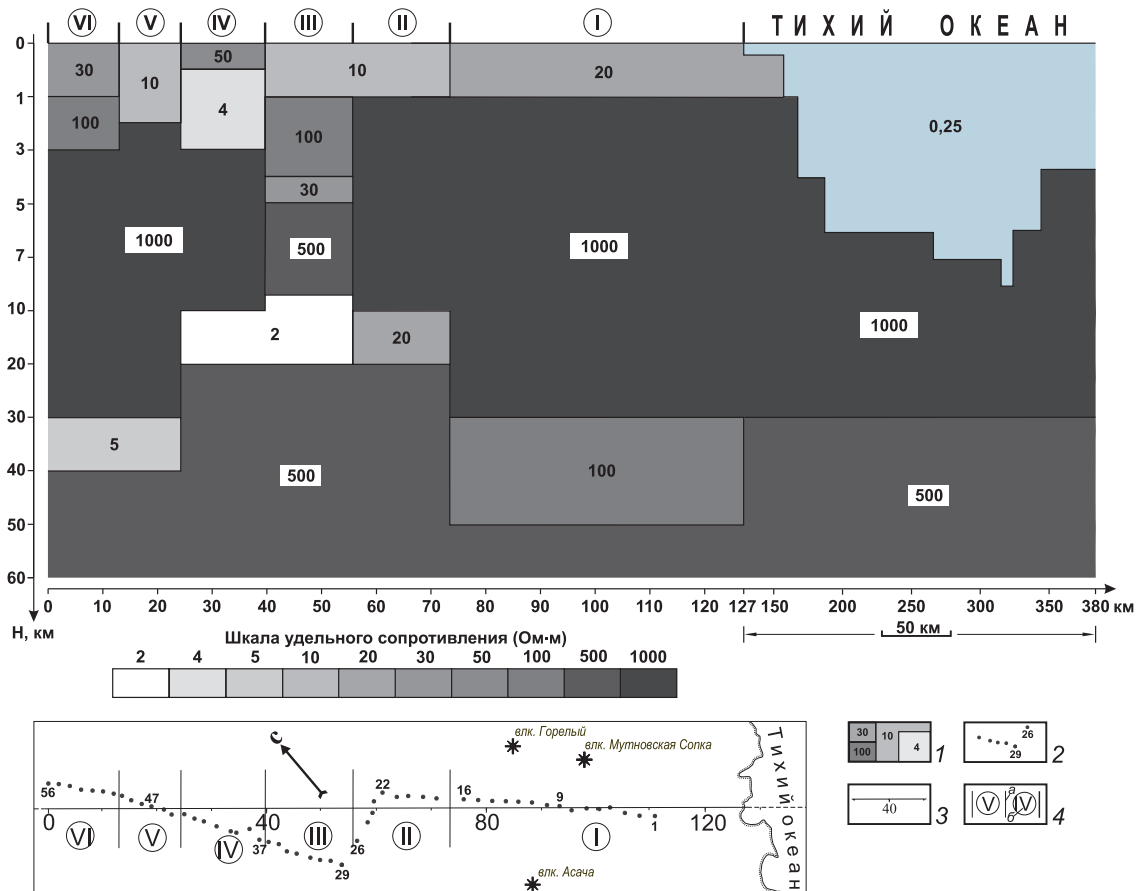 VI V IV III II I ТИХИЙ ОКЕАН
0
30 10 50 10 20
1
100 4 100 0,25
3
30
5
1000 500 1000
7
10
2 20 1000
20
30
5
40
500 100 500
50
60
0 10 20 30 40 50 60 70 80 90 100 110 120 127 150 200 250 300 350 380 км
Н, км
50 км
Шкала удельного сопротивления (Ом·м)
2 4 5 10 20 30 50 100 500 1000
С
влк. Горелый
влк. Мутновская Сопка
Тихий океан
56 47 22 16 9
0 40 80 1 120
VI V IV 37 III 26 II I
29
влк. Асача
30 10 100 4 1
26 29 2
40 3
V а б IV 4